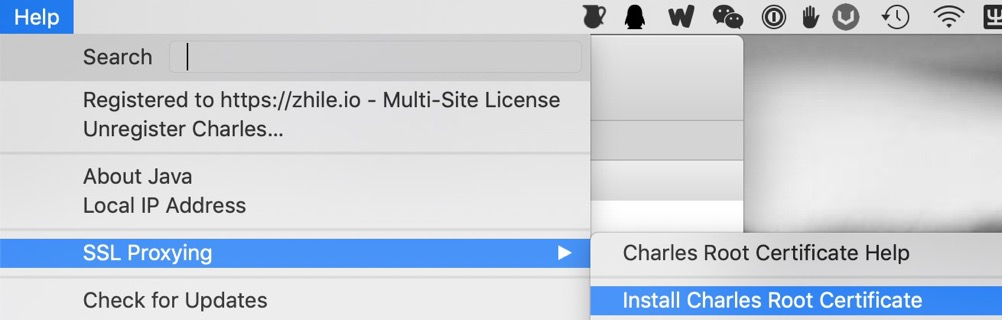 Help
Search
Registered to https://zhile.io - Multi-Site License
Unregister Charles...
About Java
Local IP Address
SSL Proxying
Charles Root Certificate Help
Check for Updates
Install Charles Root Certificate